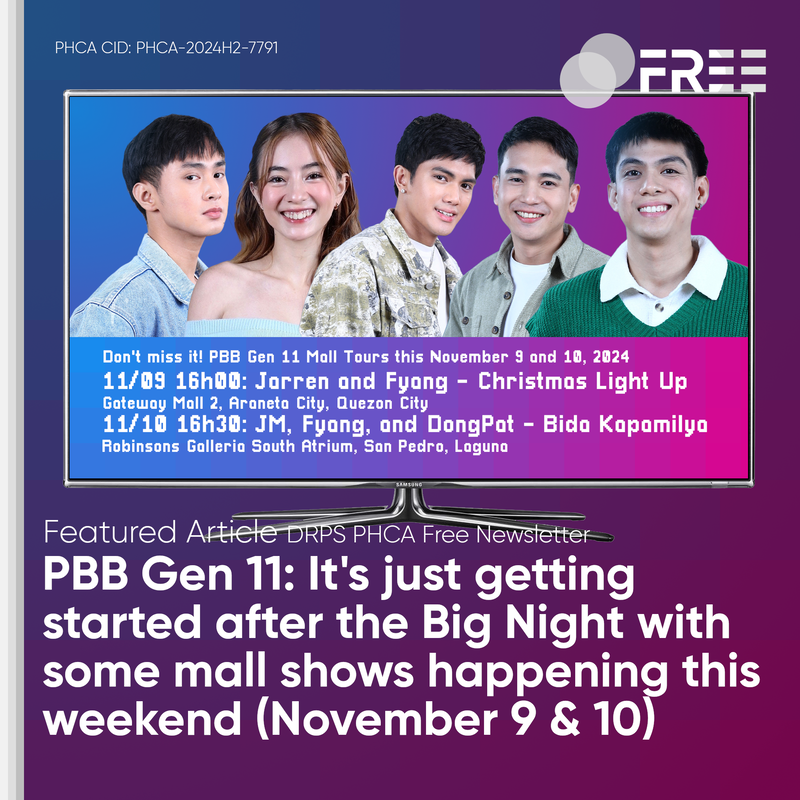 PHCA CID: PHCA-2024H2-7791
FREE
Don't miss it! PBB Gen 11 Mall Tours this November 9 and 10, 2024
11/09 16h00: Jarren and Fyang - Christmas Light Up
Gateway Mall 2, Araneta City, Quezon City
11/10 16h30: JM, Fyang, and DongPat - Bida Kapamilya
Robinsons Galleria South Atrium, San Pedro, Laguna
SAMSUNG
Featured Article DRPS PHCA Free Newsletter
PBB Gen 11: It's just getting
started after the Big Night with
some mall shows happening this
weekend (November 9 & 10)